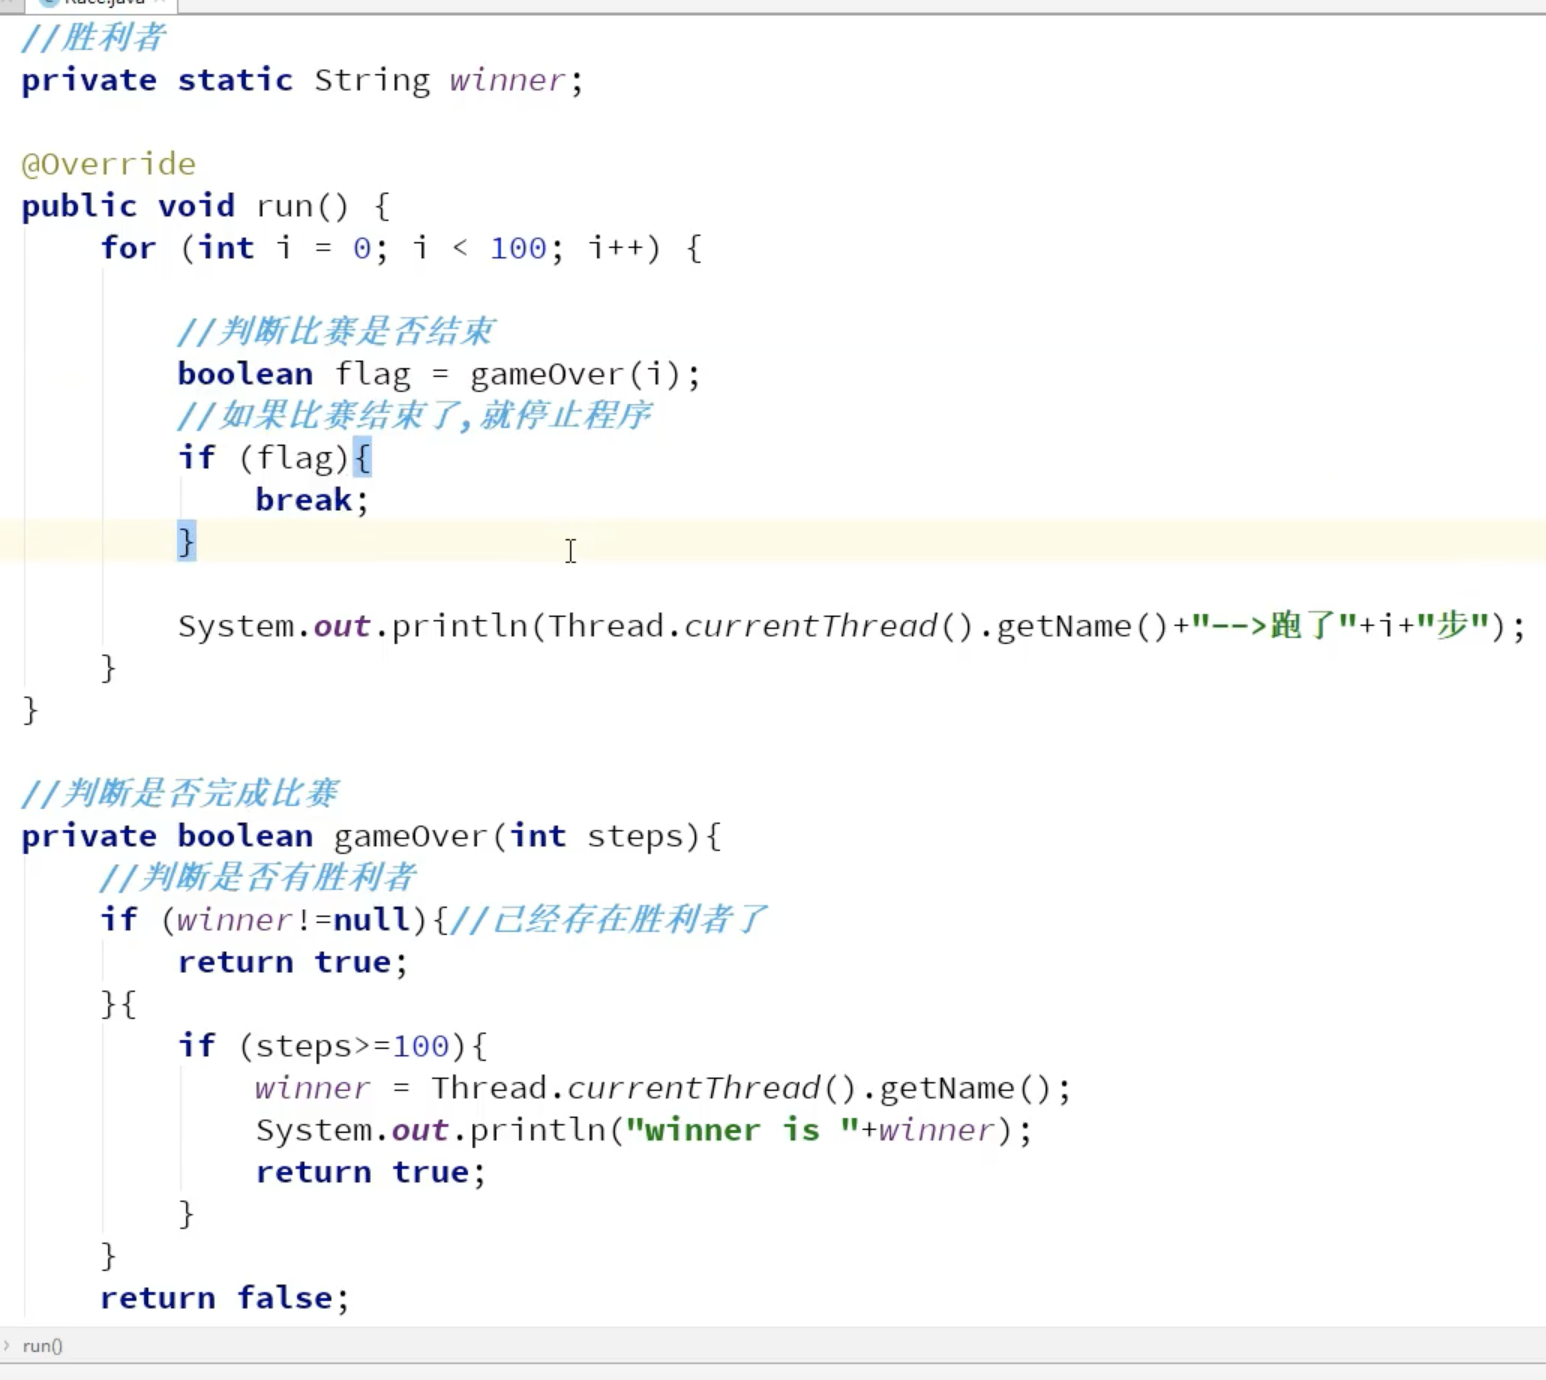 Race.java
//胜利者
private static String winner;
@Override
public void run() {
for (int i = 0; i < 100; i++) {
//判断比赛是否结束
boolean flag = gameOver(i);
//如果比赛结束了,就停止程序
if (flag){
break;
}
System.out.println(Thread.currentThread().getName()+"-->跑了"+i+"步");
}
}
//判断是否完成比赛
private boolean gameOver(int steps){
//判断是否有胜利者
if (winner!=null){//已经存在胜利者了
return true;
}{
if (steps>=100){
winner = Thread.currentThread().getName();
System.out.println("winner is "+winner);
return true;
}
}
return false;
run()